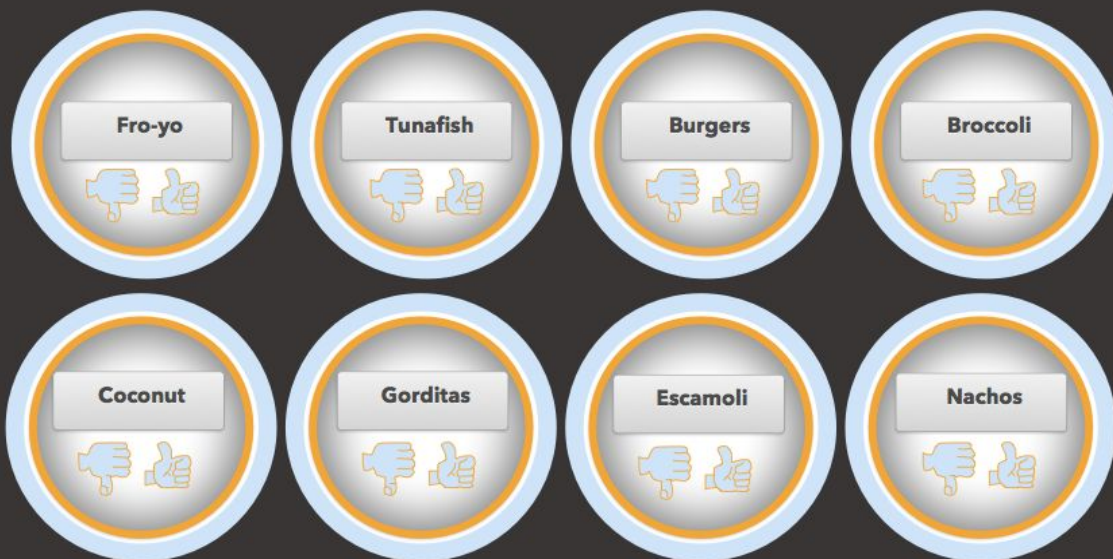 Fro-yo
Tunafish
Burgers
Broccoli
Coconut
Gorditas
Escamoli
Nachos